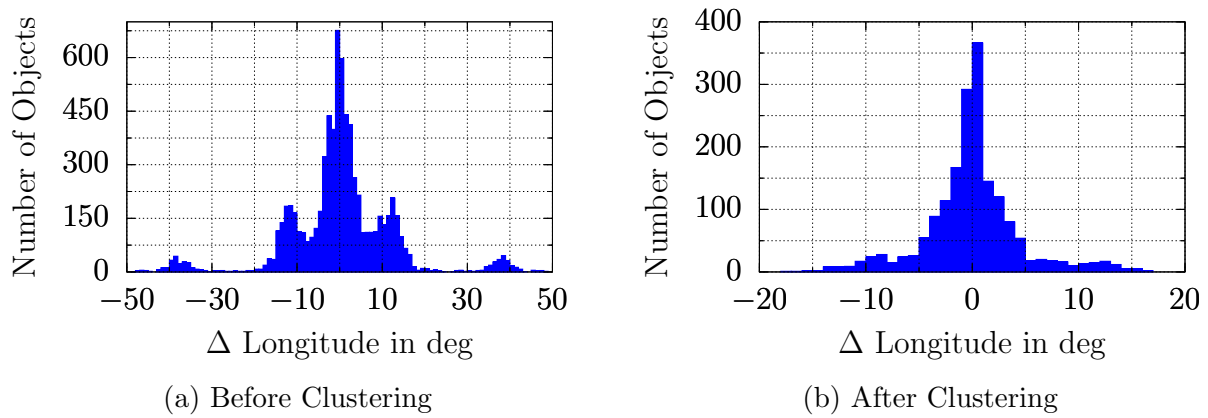 600
450
300
150
0
Number of Objects
−50 −30 −10 10 30 50
Δ Longitude in deg
(a) Before Clustering
400
300
200
100
0
Number of Objects
−20 −10 0 10 20
Δ Longitude in deg
(b) After Clustering